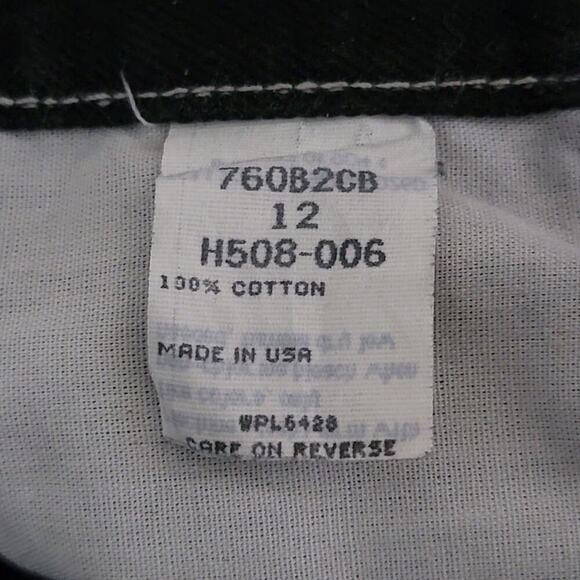 760B2CB
12
H508-006
100% COTTON
MADE IN USA
WPL5428
CARE ON REVERSE